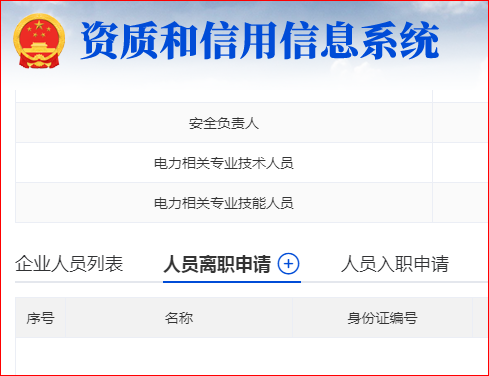 资质和信用信息系统
安全负责人
电力相关专业技术人员
电力相关专业技能人员
企业人员列表 人员离职申请 人员入职申请
序号 名称 身份证编号